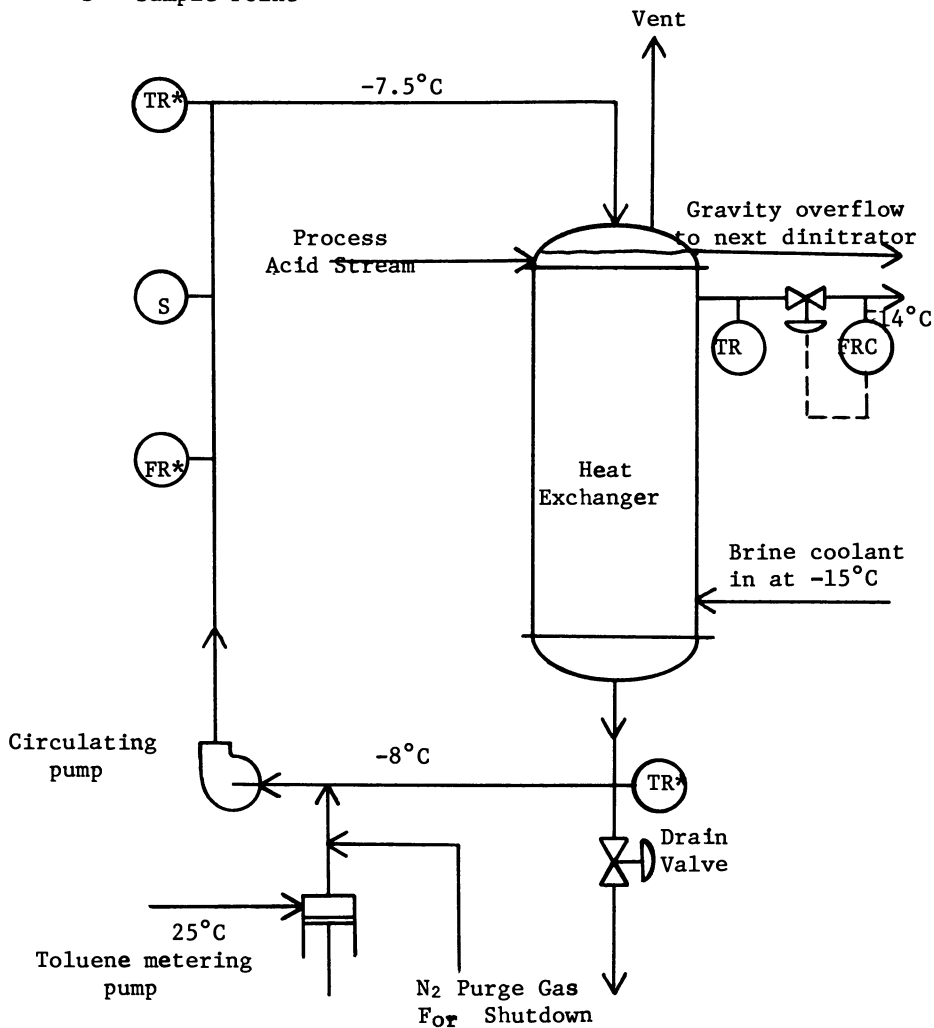 Vent
-7.5°C
TR*
Gravity overflow
to next dinitrator
Process
Acid Stream
S
14°C
TR
FRC
FR*
Heat
Exchanger
Brine coolant
in at -15°C
Circulating
pump
-8°C
TR*
Drain
Valve
25°C
Toluene metering
pump
N2 Purge Gas
For Shutdown